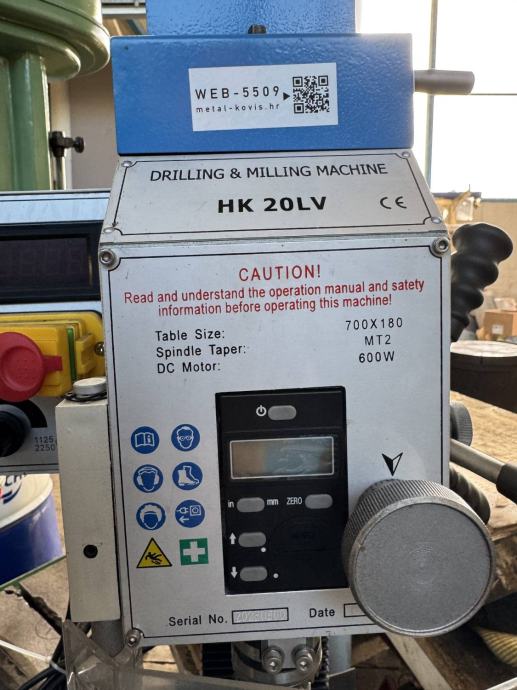 WEB-5509
metal-kovis.hr
DRILLING & MILLING MACHINE
HK 20LV
CE
CAUTION!
Read and understand the operation manual and safety
information before operating this machine!
Table Size: 700X180
Spindle Taper: MT2
DC Motor: 600W
1125
2250
in mm ZERO
Serial No. Date